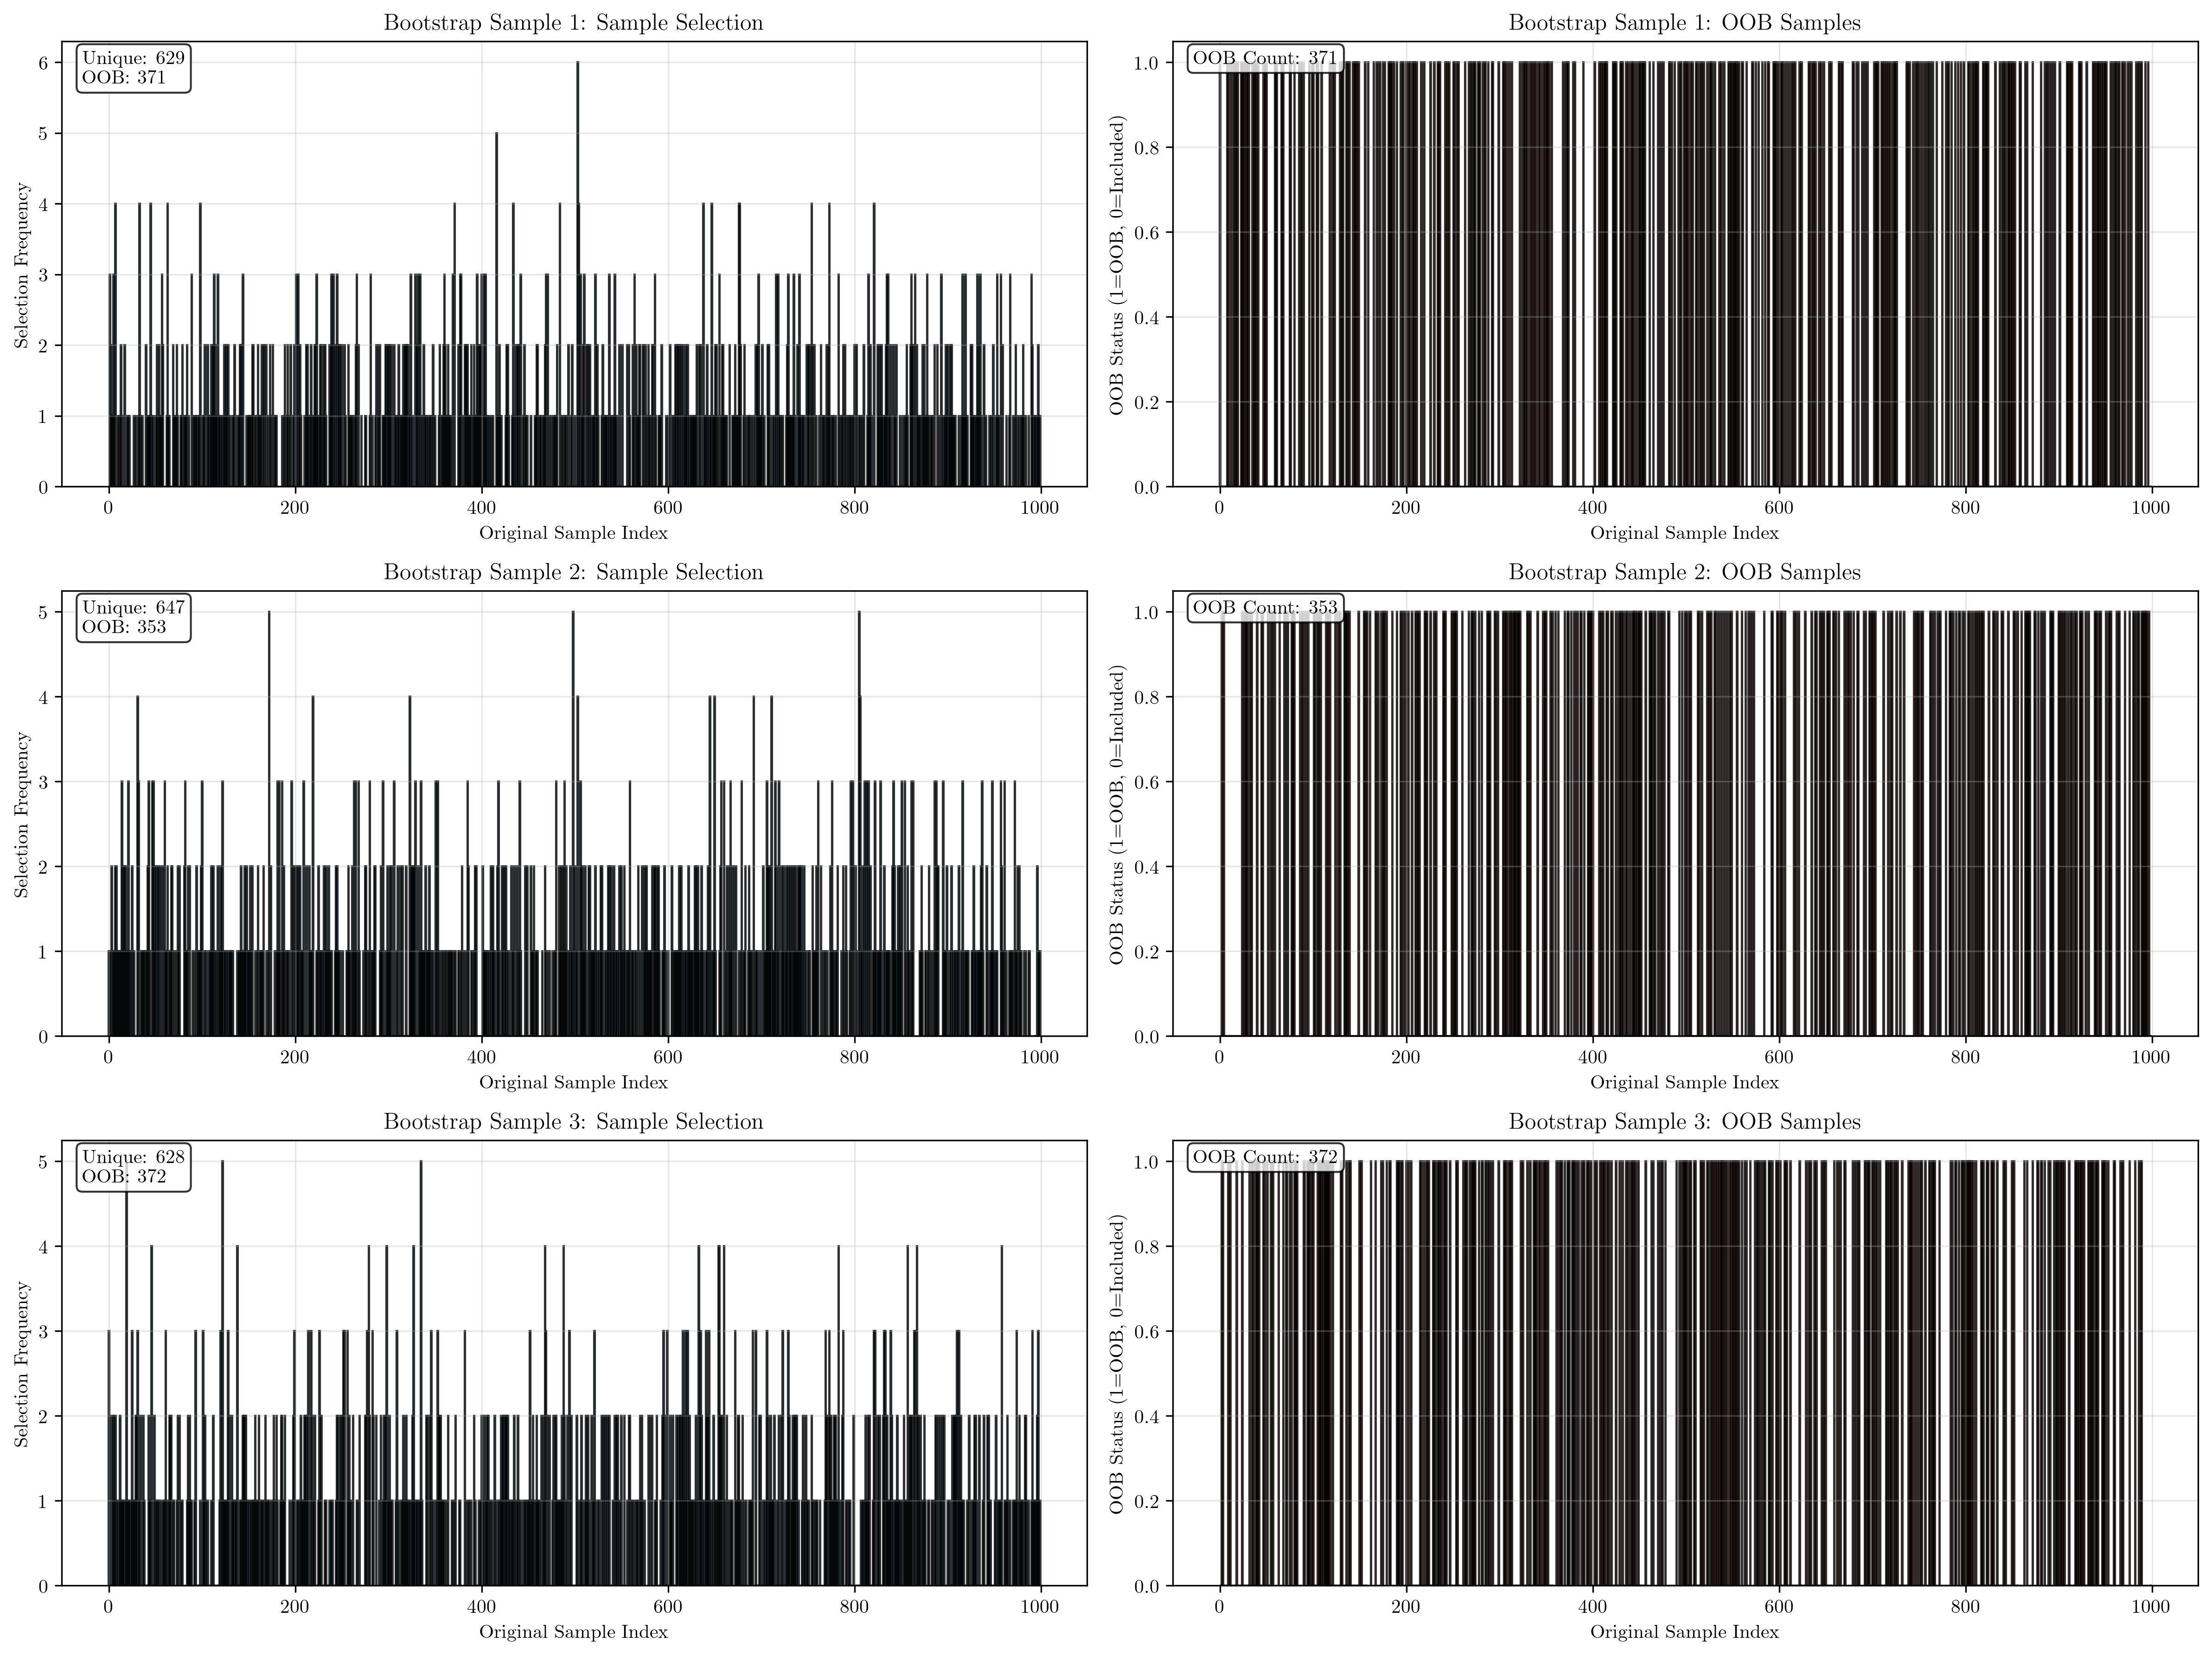 Bootstrap Sample 1: Sample Selection
Unique: 629
OOB: 371
Selection Frequency
6
5
4
3
2
1
0
0 200 400 600 800 1000
Original Sample Index
Bootstrap Sample 1: OOB Samples
OOB Count: 371
OOB Status (1=OOB, 0=Included)
1.0
0.8
0.6
0.4
0.2
0.0
0 200 400 600 800 1000
Original Sample Index
Bootstrap Sample 2: Sample Selection
Unique: 647
OOB: 353
Selection Frequency
5
4
3
2
1
0
0 200 400 600 800 1000
Original Sample Index
Bootstrap Sample 2: OOB Samples
OOB Count: 353
OOB Status (1=OOB, 0=Included)
1.0
0.8
0.6
0.4
0.2
0.0
0 200 400 600 800 1000
Original Sample Index
Bootstrap Sample 3: Sample Selection
Unique: 628
OOB: 372
Selection Frequency
5
4
3
2
1
0
0 200 400 600 800 1000
Original Sample Index
Bootstrap Sample 3: OOB Samples
OOB Count: 372
OOB Status (1=OOB, 0=Included)
1.0
0.8
0.6
0.4
0.2
0.0
0 200 400 600 800 1000
Original Sample Index